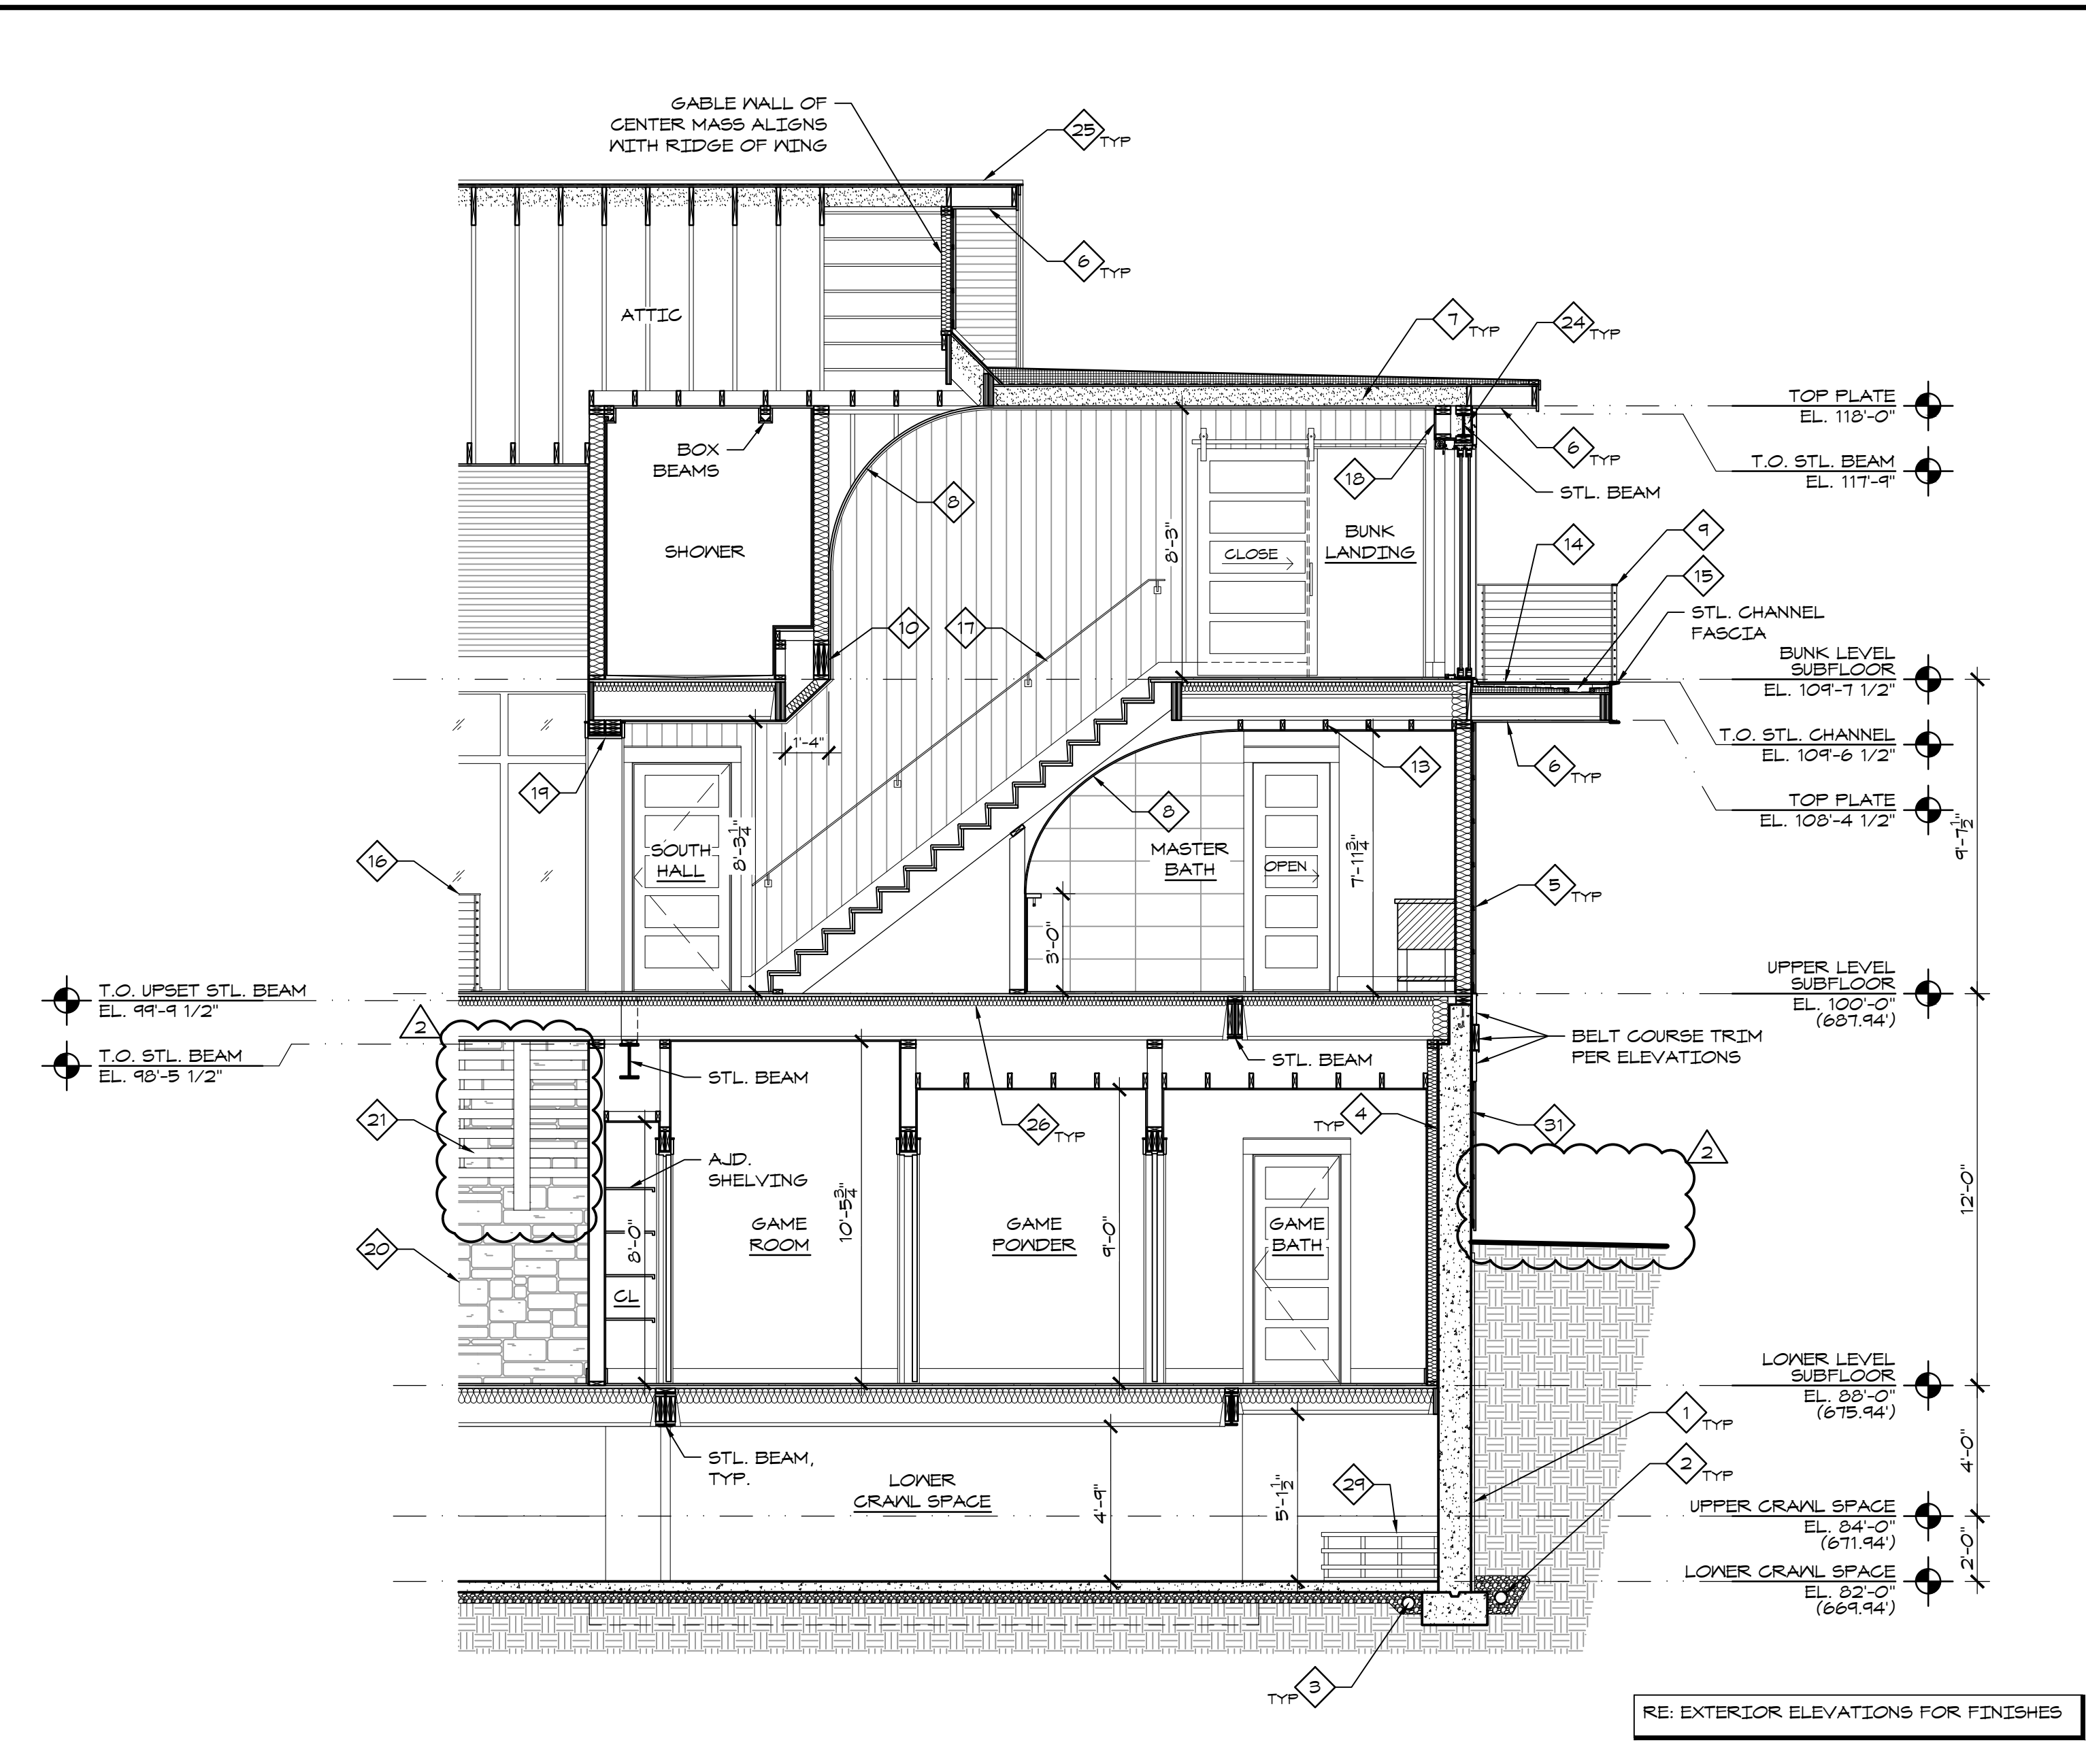 GABLE WALL OF
CENTER MASS ALIGNS
WITH RIDGE OF WING
25
TYP
6
TYP
ATTIC
7
TYP
24
TYP
TOP PLATE
EL. 118'-0"
BOX
BEAMS
6
TYP
T.O. STL. BEAM
EL. 117'-9"
18
STL. BEAM
8
SHOWER
8'-3"
CLOSE
BUNK
LANDING
14
9
15
STL. CHANNEL
FASCIA
10
17
BUNK LEVEL
SUBFLOOR
EL. 109'-7 1/2"
1'-4"
T.O. STL. CHANNEL
EL. 109'-6 1/2"
19
13
6
TYP
8
TOP PLATE
EL. 108'-4 1/2"
9'-7 1/2"
16
SOUTH
HALL
8'-3 1/4"
MASTER
BATH
OPEN
7'-11 3/4"
5
TYP
3'-0"
T.O. UPSET STL. BEAM
EL. 99'-9 1/2"
UPPER LEVEL
SUBFLOOR
EL. 100'-0"
(687.94')
2
BELT COURSE TRIM
PER ELEVATIONS
T.O. STL. BEAM
EL. 98'-5 1/2"
STL. BEAM
STL. BEAM
21
26
TYP
TYP
4
31
2
AJD.
SHELVING
12'-0"
8'-0"
GAME
ROOM
10'-5 3/4"
GAME
POWDER
9'-0"
GAME
BATH
20
CL
LOWER LEVEL
SUBFLOOR
EL. 88'-0"
(675.94')
1
TYP
STL. BEAM,
TYP.
2
TYP
4'-0"
LOWER
CRAWL SPACE
4'-9"
5'-1 1/2"
29
UPPER CRAWL SPACE
EL. 84'-0"
(671.94')
2'-0"
LOWER CRAWL SPACE
EL. 82'-0"
(669.94')
TYP
3
RE: EXTERIOR ELEVATIONS FOR FINISHES